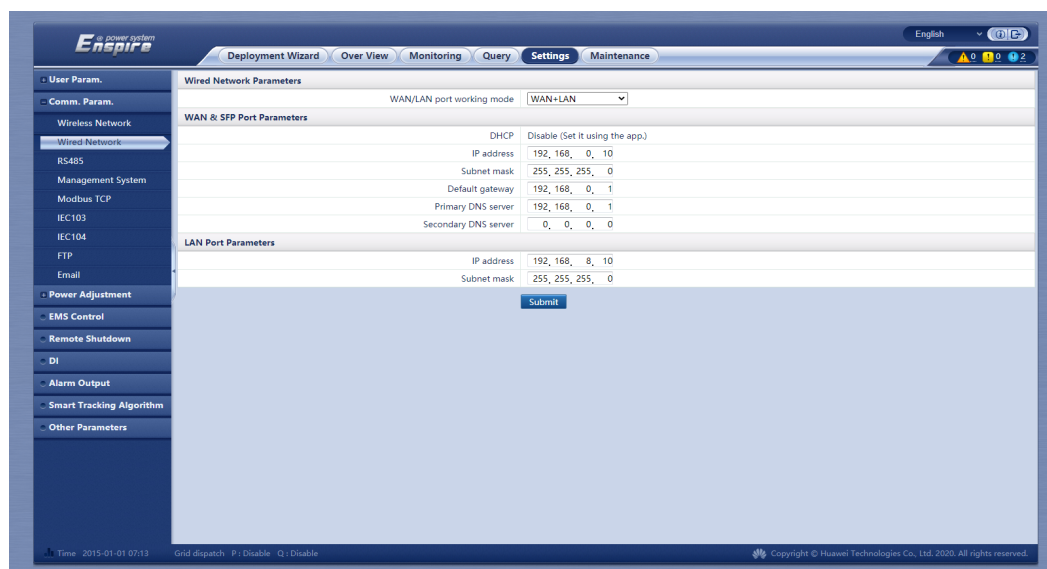 e power system
Enspire
English
Deployment Wizard Over View Monitoring Query Settings Maintenance
0 0 2
User Param.
Comm. Param.
Wireless Network
Wired Network
RS485
Management System
Modbus TCP
IEC103
IEC104
FTP
Email
Power Adjustment
EMS Control
Remote Shutdown
DI
Alarm Output
Smart Tracking Algorithm
Other Parameters
Wired Network Parameters
WAN/LAN port working mode WAN+LAN
WAN & SFP Port Parameters
DHCP Disable (Set it using the app.)
IP address 192. 168. 0. 10
Subnet mask 255. 255. 255. 0
Default gateway 192. 168. 0. 1
Primary DNS server 192. 168. 0. 1
Secondary DNS server 0. 0. 0. 0
LAN Port Parameters
IP address 192. 168. 8. 10
Subnet mask 255. 255. 255. 0
Submit
Time 2015-01-01 07:13 Grid dispatch P : Disable Q : Disable
Copyright © Huawei Technologies Co., Ltd. 2020. All rights reserved.